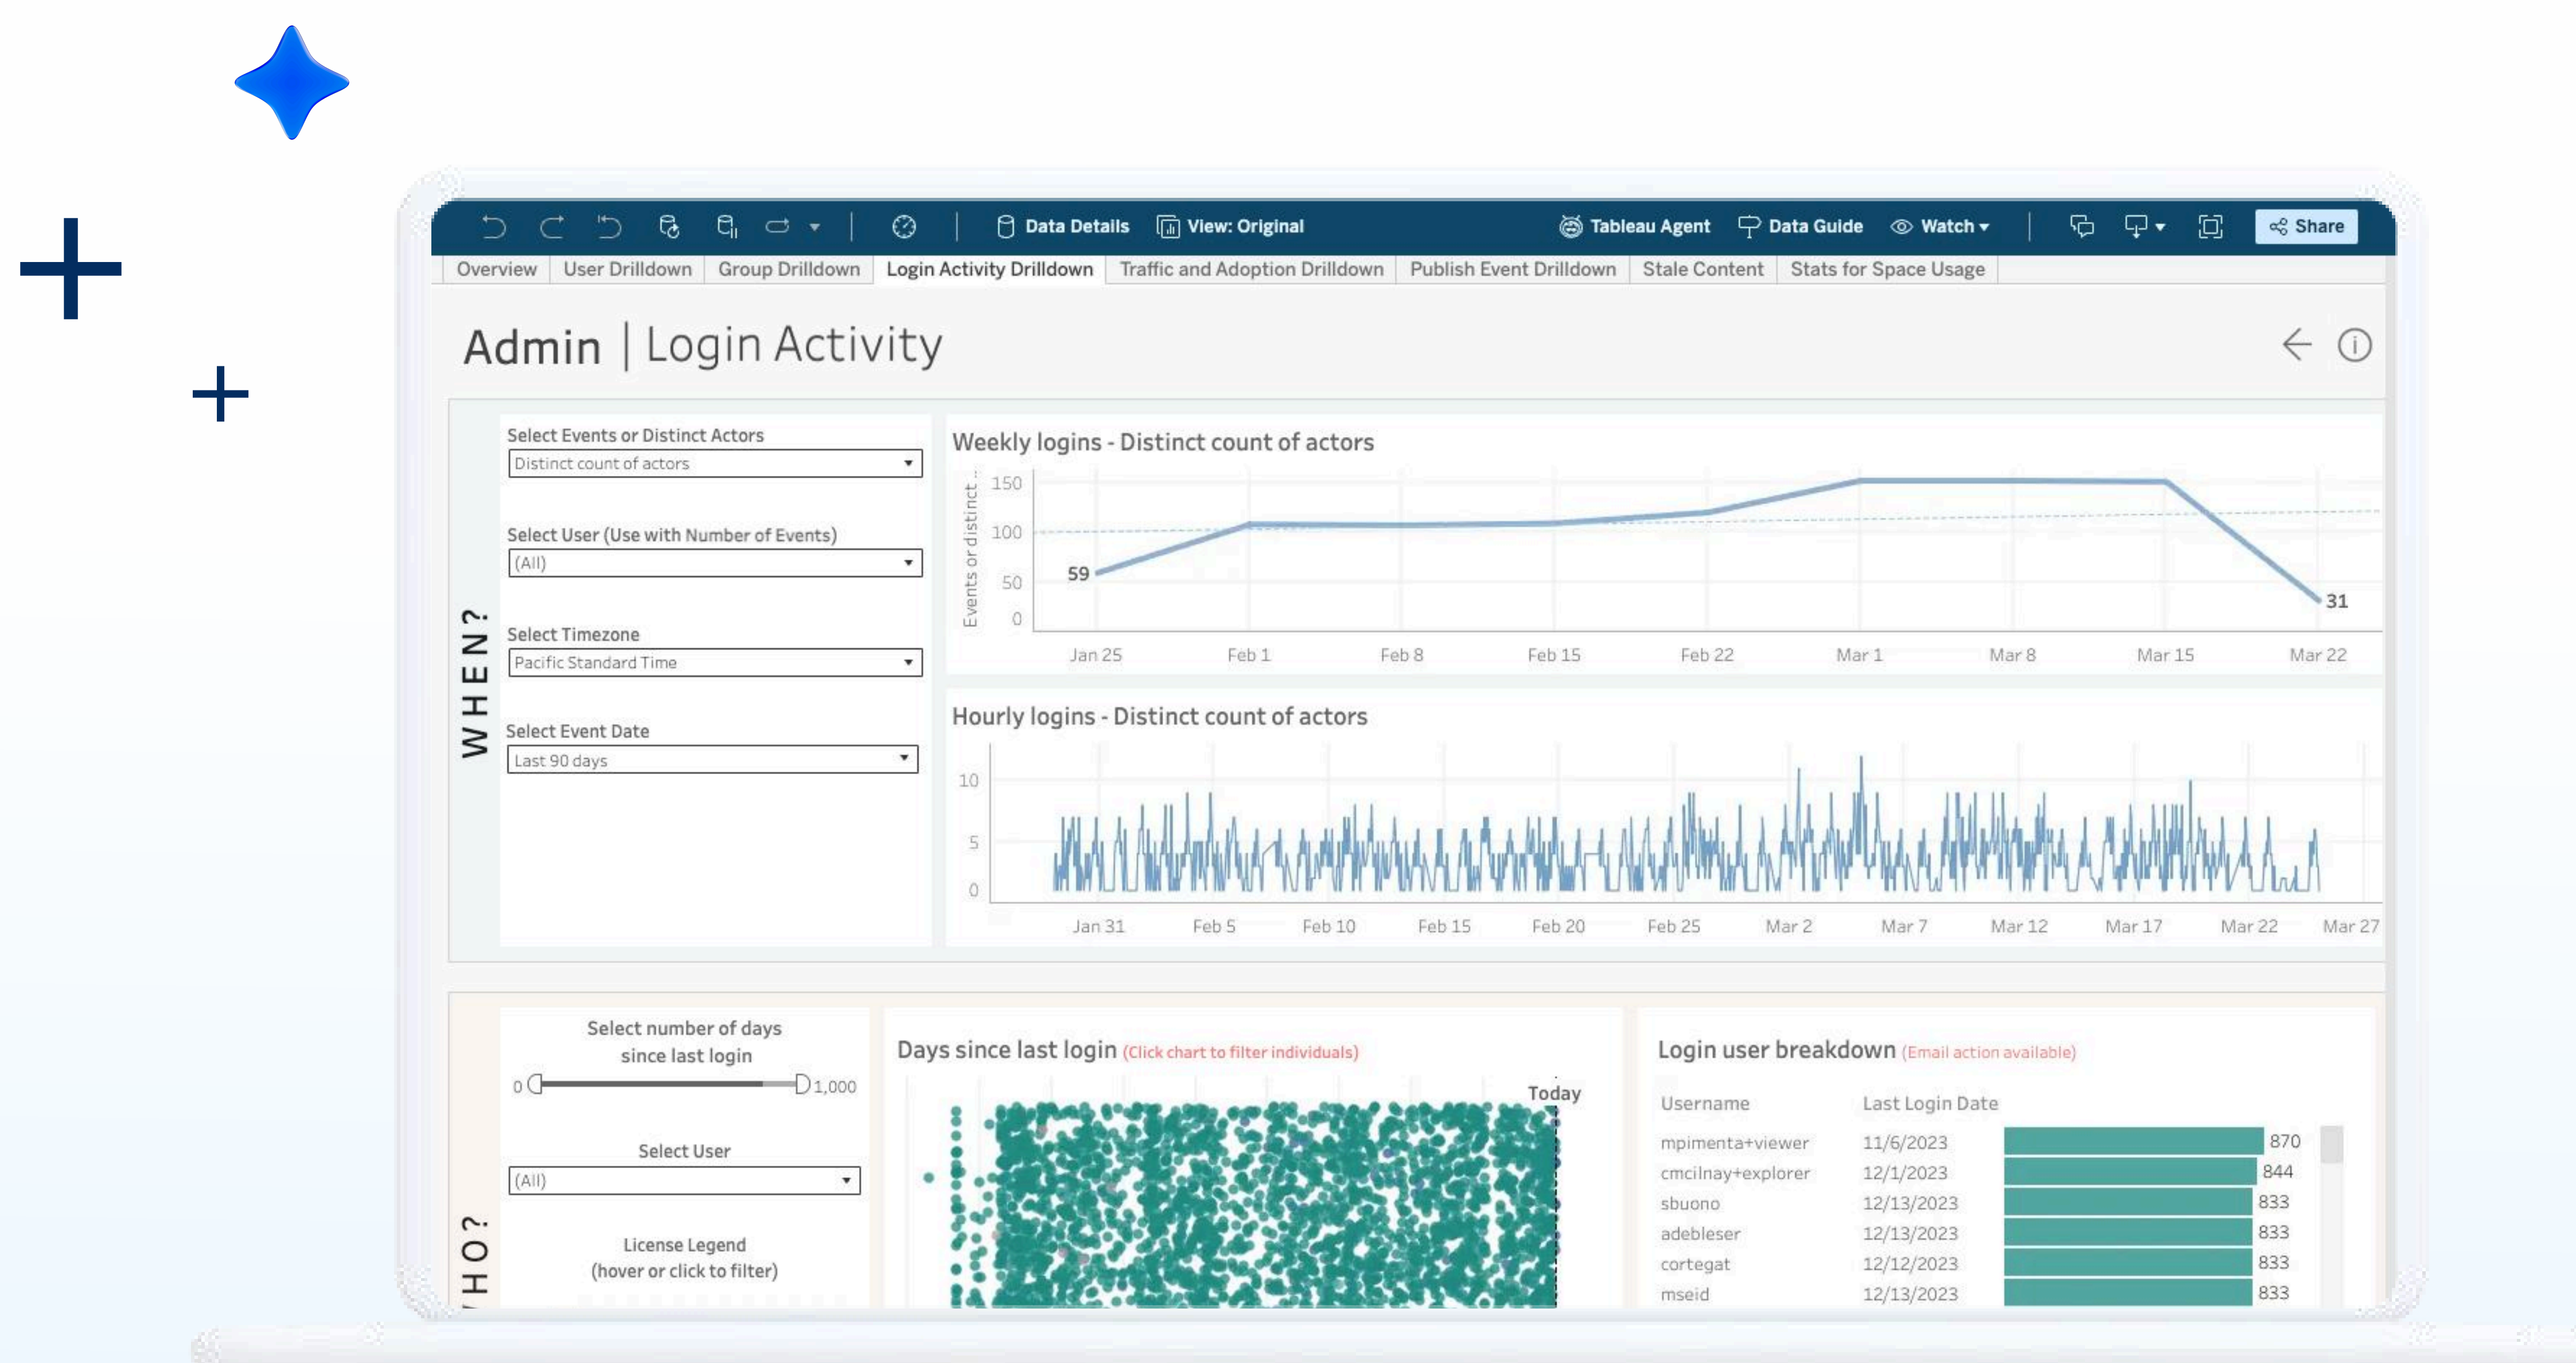 Data Details
View: Original
Tableau Agent
Data Guide
Watch
Share
Overview
User Drilldown
Group Drilldown
Login Activity Drilldown
Traffic and Adoption Drilldown
Publish Event Drilldown
Stale Content
Stats for Space Usage
Admin | Login Activity
WHEN?
Select Events or Distinct Actors
Distinct count of actors
Select User (Use with Number of Events)
(All)
Select Timezone
Pacific Standard Time
Select Event Date
Last 90 days
Weekly logins - Distinct count of actors
Events or distinct ..
150
100
50
0
59
31
Jan 25
Feb 1
Feb 8
Feb 15
Feb 22
Mar 1
Mar 8
Mar 15
Mar 22
Hourly logins - Distinct count of actors
10
5
0
Jan 31
Feb 5
Feb 10
Feb 15
Feb 20
Feb 25
Mar 2
Mar 7
Mar 12
Mar 17
Mar 22
Mar 27
HO?
Select number of days
since last login
0
1,000
Select User
(All)
License Legend
(hover or click to filter)
Days since last login (Click chart to filter individuals)
Today
Login user breakdown (Email action available)
Username Last Login Date
mpimenta+viewer 11/6/2023 870
cmcilnay+explorer 12/1/2023 844
sbuono 12/13/2023 833
adebleser 12/13/2023 833
cortegat 12/12/2023 833
mseid 12/13/2023 833